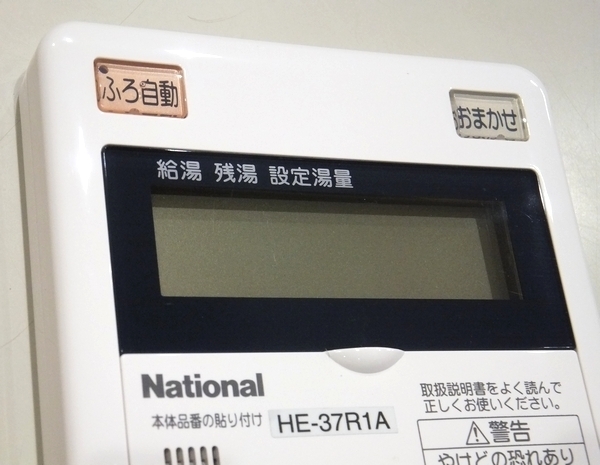 ふろ自動
おまかせ
給湯 残湯 設定湯量
National
本体品番の貼り付け HE-37R1A
取扱説明書をよく読んで
正しくお使いください。
⚠警告
やけどの恐れあり